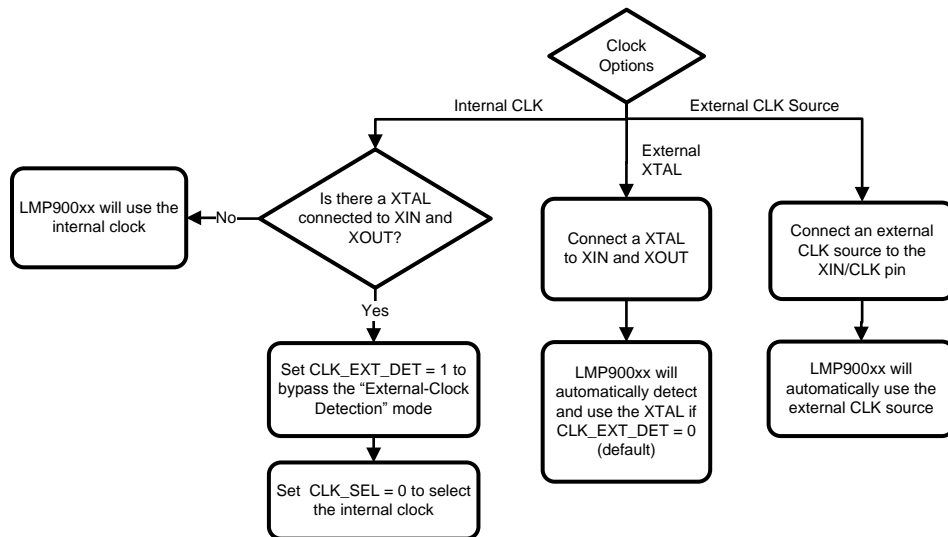 Clock
Options
Internal CLK
External CLK Source
External
XTAL
Is there a XTAL
connected to XIN and
XOUT?
No
LMP900xx will use the
internal clock
Yes
Set CLK_EXT_DET = 1 to
bypass the “External-Clock
Detection” mode
Set CLK_SEL = 0 to select
the internal clock
Connect a XTAL
to XIN and XOUT
LMP900xx will
automatically detect
and use the XTAL if
CLK_EXT_DET = 0
(default)
Connect an external
CLK source to the
XIN/CLK pin
LMP900xx will
automatically use the
external CLK source